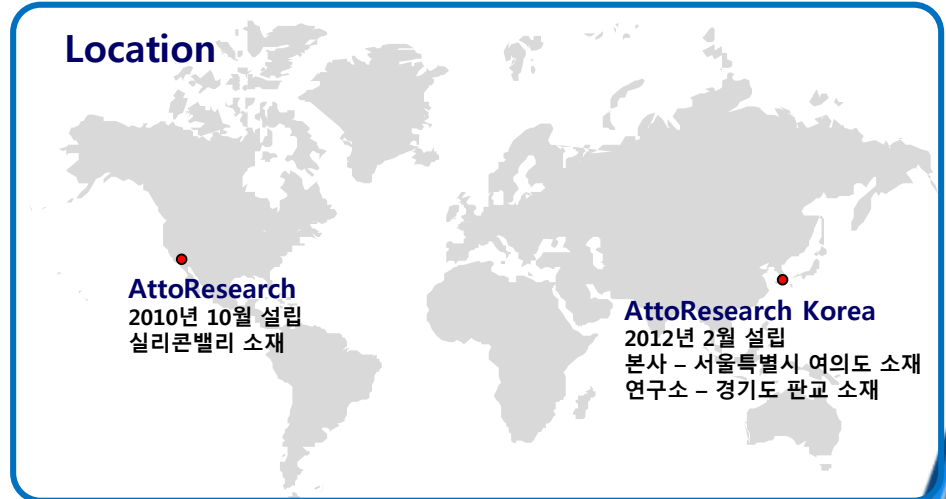 Location
AttoResearch
2010년 10월 설립
실리콘밸리 소재
AttoResearch Korea
2012년 2월 설립
본사 – 서울특별시 여의도 소재
연구소 – 경기도 판교 소재